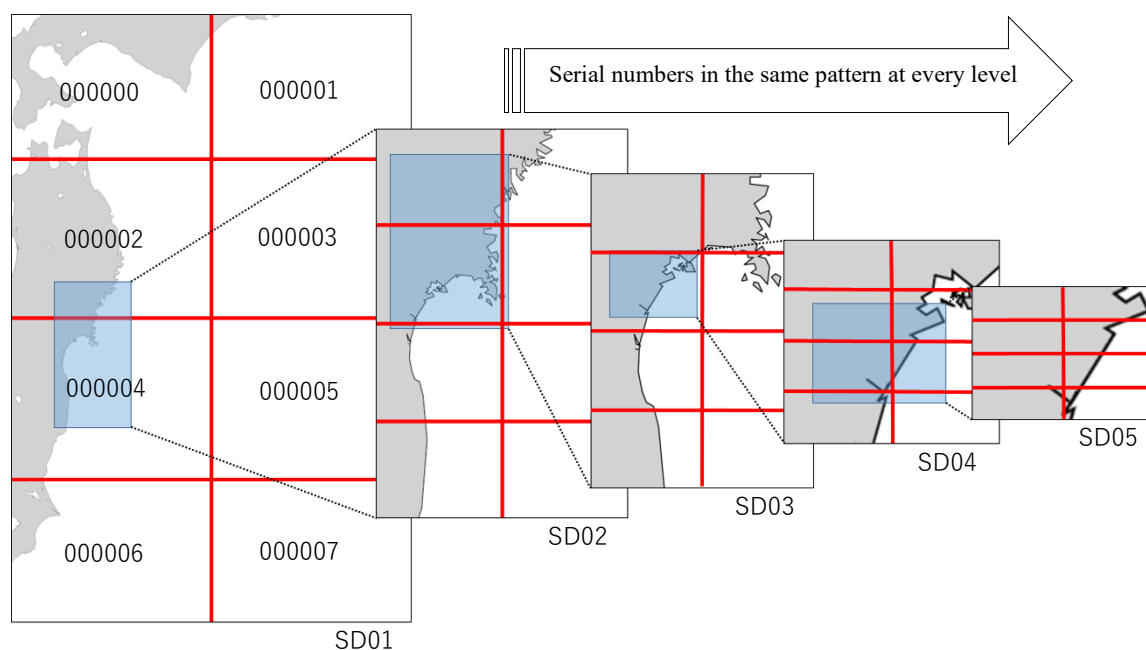 Serial numbers in the same pattern at every level
000000
000001
000002
000003
000004
000005
000006
000007
SD01
SD02
SD03
SD04
SD05